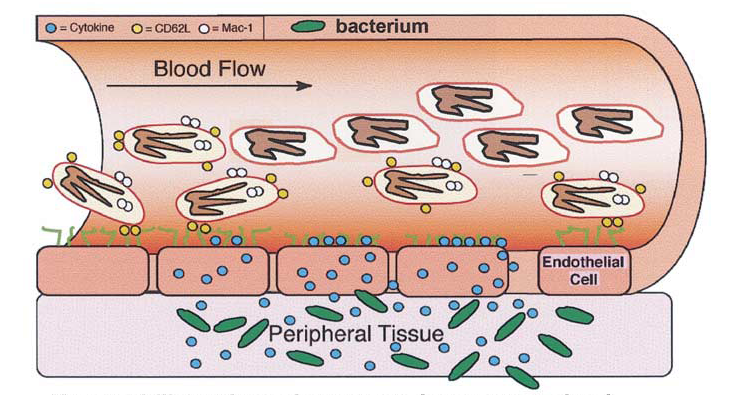 = Cytokine = CD62L = Mac-1
bacterium
Blood Flow
Endothelial
Cell
Peripheral Tissue